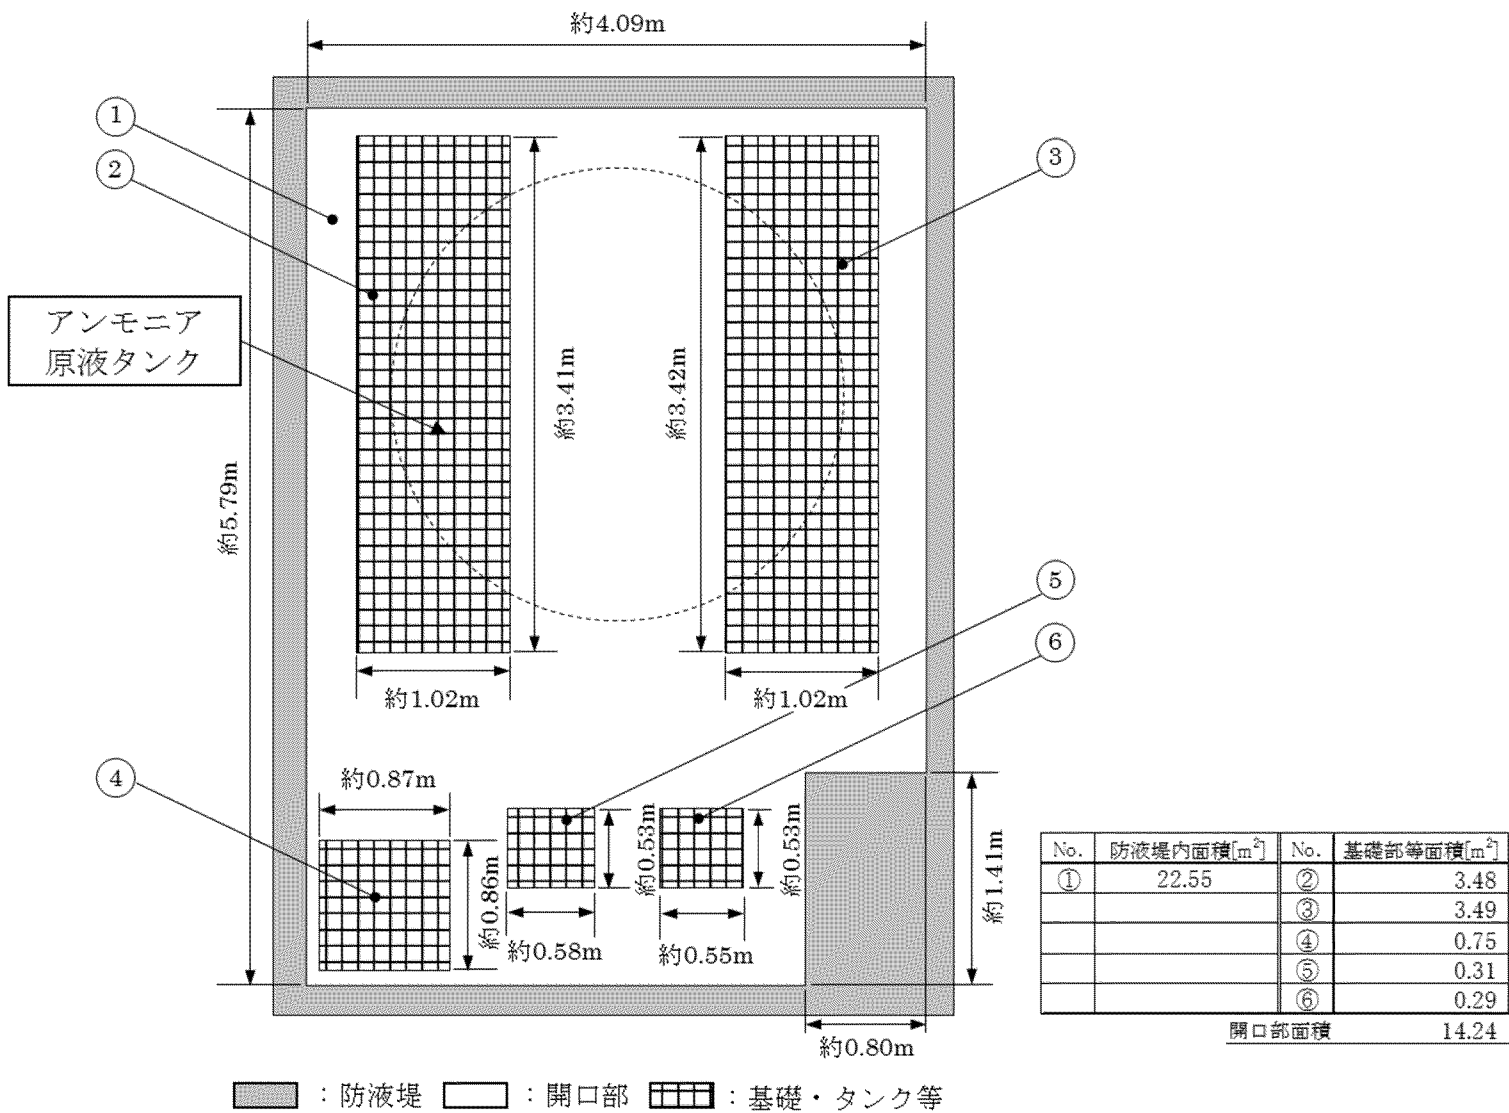 約4.09m
①
②
③
アンモニア
原液タンク
約3.41m
約3.42m
約5.79m
⑤
⑥
約1.02m
約1.02m
④
約0.87m
約0.86m
約0.53m
約0.53m
約1.41m
約0.58m
約0.55m
約0.80m
No. 防液堤内面積[m²] No. 基礎部等面積[m²]
① 22.55 ② 3.48
③ 3.49
④ 0.75
⑤ 0.31
⑥ 0.29
開口部面積 14.24
：防液堤 ：開口部 ：基礎・タンク等